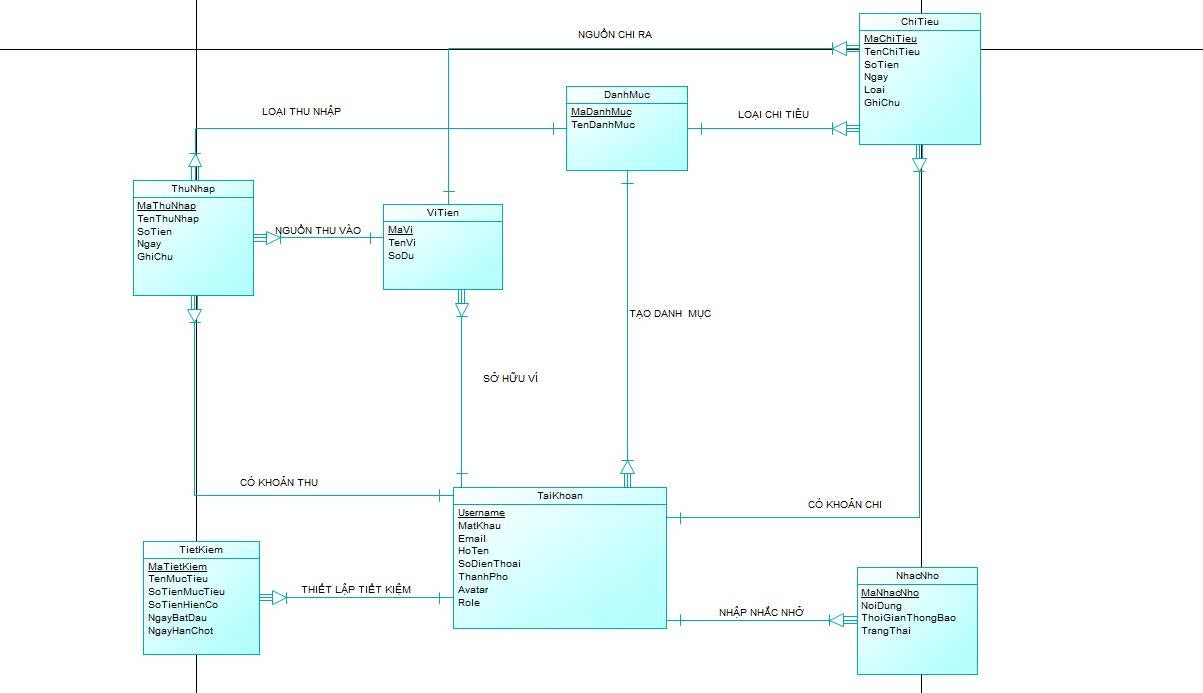 NGUỒN CHI RA
ChiTieu
MaChiTieu
TenChiTieu
SoTien
Ngay
Loai
GhiChu
DanhMuc
MaDanhMuc
TenDanhMuc
LOẠI THU NHẬP
LOẠI CHI TIÊU
ThuNhap
MaThuNhap
TenThuNhap
SoTien
Ngay
GhiChu
NGUỒN THU VÀO
ViTien
MaVi
TenVi
SoDu
TẠO DANH MỤC
SỞ HỮU VÍ
CÓ KHOẢN THU
TaiKhoan
Username
MatKhau
Email
HoTen
SoDienThoai
ThanhPho
Avatar
Role
CÓ KHOẢN CHI
TietKiem
MaTietKiem
TenMucTieu
SoTienMucTieu
SoTienHienCo
NgayBatDau
NgayHanChot
THIẾT LẬP TIẾT KIỆM
NHẬP NHẮC NHỞ
NhacNho
MaNhacNho
NoiDung
ThoiGianThongBao
TrangThai